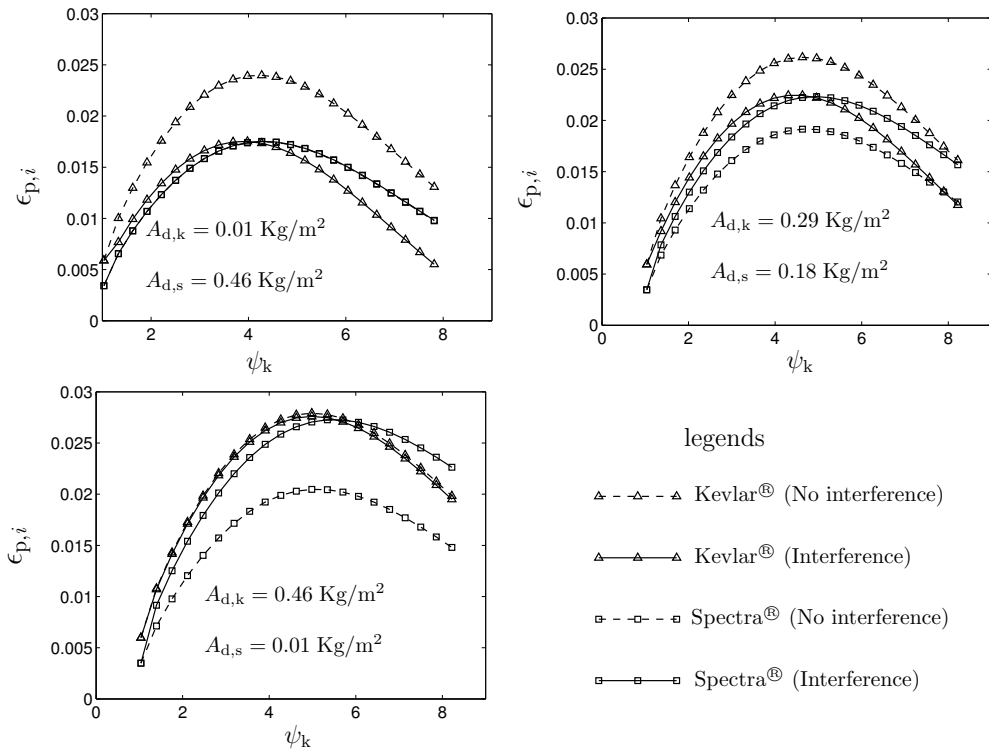 0.03
0.025
0.02
0.015
0.01
0.005
0
ϵp,i
2
4
6
8
ψk
Ad,k = 0.01 Kg/m²
Ad,s = 0.46 Kg/m²
0.03
0.025
0.02
0.015
0.01
0.005
0
ϵp,i
0
2
4
6
8
ψk
Ad,k = 0.29 Kg/m²
Ad,s = 0.18 Kg/m²
0.03
0.025
0.02
0.015
0.01
0.005
0
ϵp,i
0
2
4
6
8
ψk
Ad,k = 0.46 Kg/m²
Ad,s = 0.01 Kg/m²
legends
Kevlar® (No interference)
Kevlar® (Interference)
Spectra® (No interference)
Spectra® (Interference)